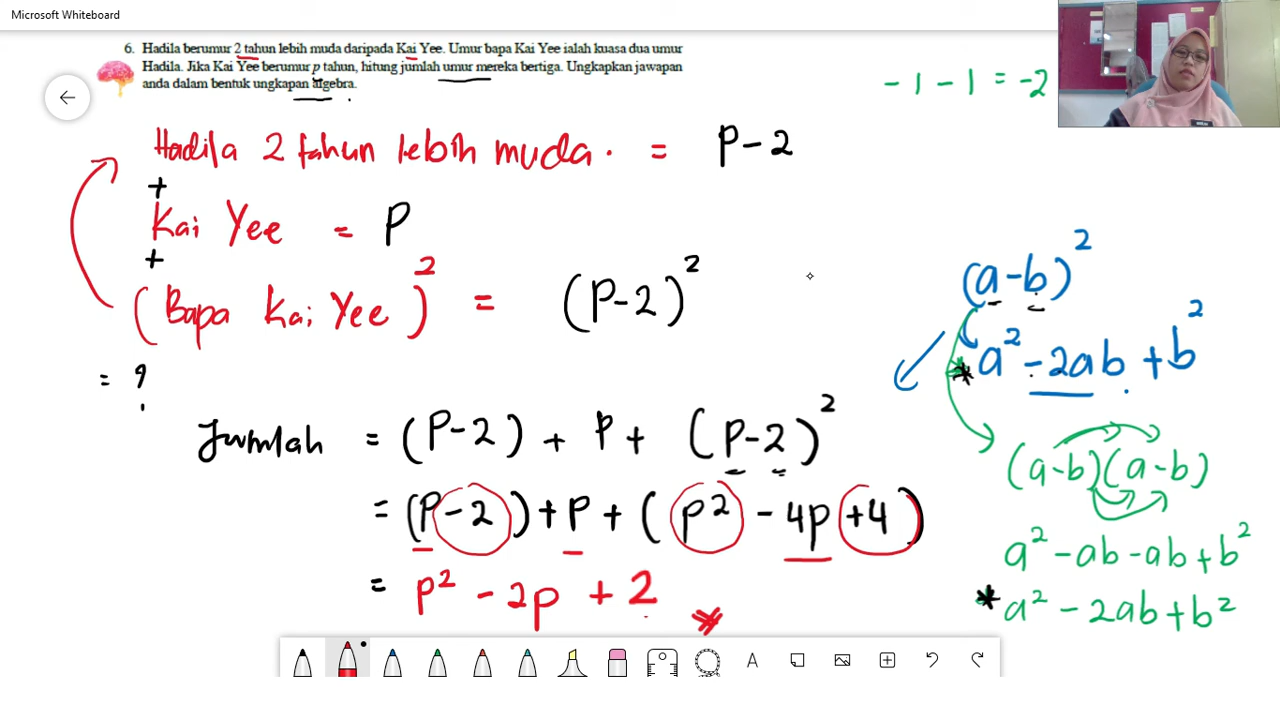 Microsoft Whiteboard
6. Hadila berumur 2 tahun lebih muda daripada Kai Yee. Umur bapa Kai Yee ialah kuasa dua umur
Hadila. Jika Kai Yee berumur p tahun, hitung jumlah umur mereka bertiga. Ungkapkan jawapan
anda dalam bentuk ungkapan algebra.
- 1 - 1 = -2
Hadila 2 tahun lebih muda. = P-2
+
Kai Yee = P
+
(Bapa Kai Yee)² = (P-2)²
= ?
Jumlah = (P-2) + P + (P-2)²
= (P-2) + P + (p² - 4p +4)
= p² - 2p + 2 *
(a-b)²
* a² -2ab +b²
(a-b)(a-b)
a² -ab -ab +b²
* a² - 2ab +b²
A